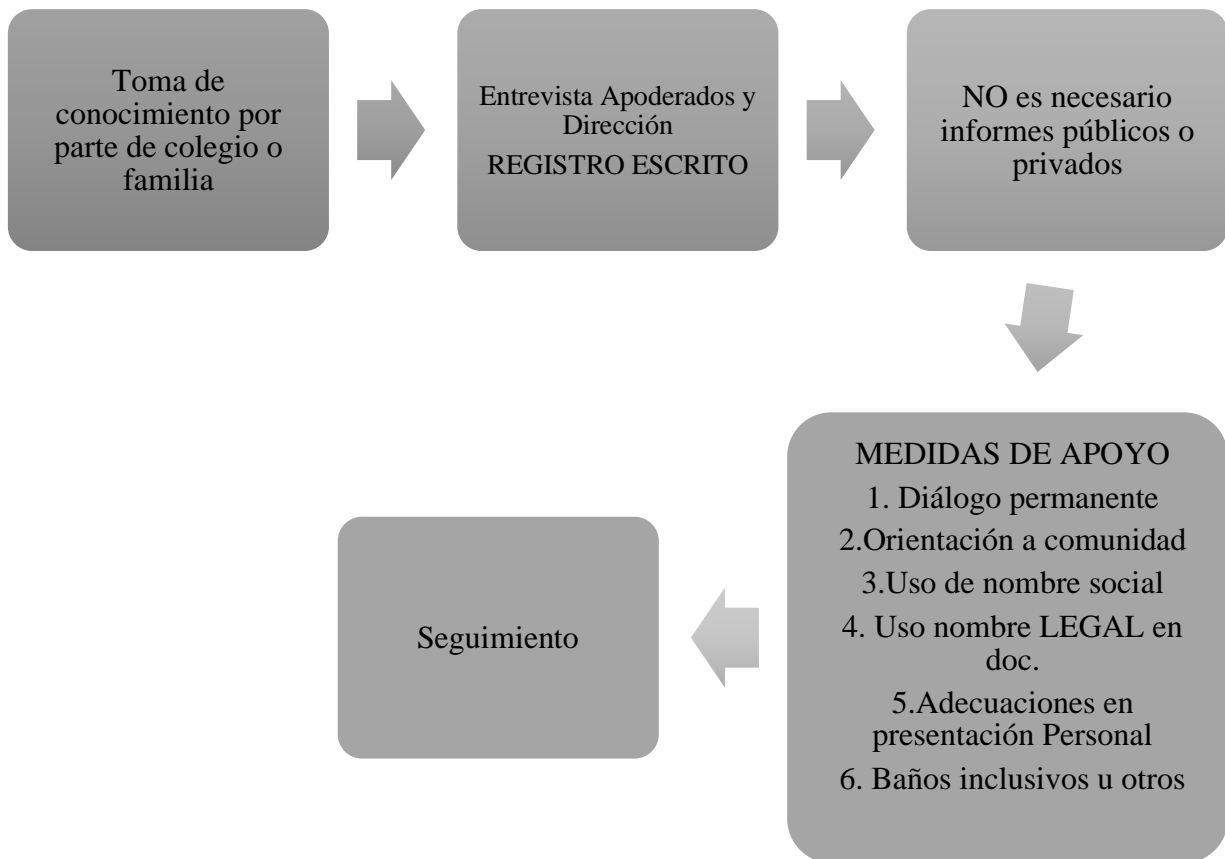 Toma de
conocimiento por
parte de colegio o
familia
Entrevista Apoderados y
Dirección
REGISTRO ESCRITO
NO es necesario
informes públicos o
privados
MEDIDAS DE APOYO
1. Diálogo permanente
2.Orientación a comunidad
3.Uso de nombre social
4. Uso nombre LEGAL en
doc.
5.Adecuaciones en
presentación Personal
6. Baños inclusivos u otros
Seguimiento